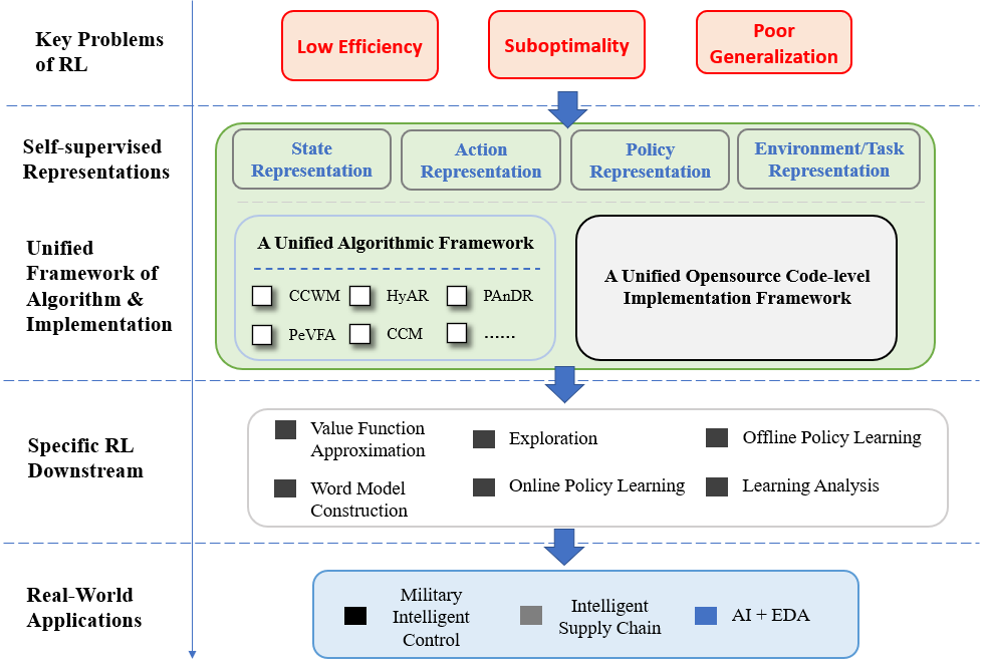 Key Problems
of RL
Low Efficiency
Suboptimality
Poor
Generalization
Self-supervised
Representations
State
Representation
Action
Representation
Policy
Representation
Environment/Task
Representation
Unified
Framework of
Algorithm &
Implementation
A Unified Algorithmic Framework
CCWM
HyAR
PAnDR
PeVFA
CCM
......
A Unified Opensource Code-level
Implementation Framework
Specific RL
Downstream
Value Function
Approximation
Exploration
Offline Policy Learning
Word Model
Construction
Online Policy Learning
Learning Analysis
Real-World
Applications
Military
Intelligent
Control
Intelligent
Supply Chain
AI + EDA